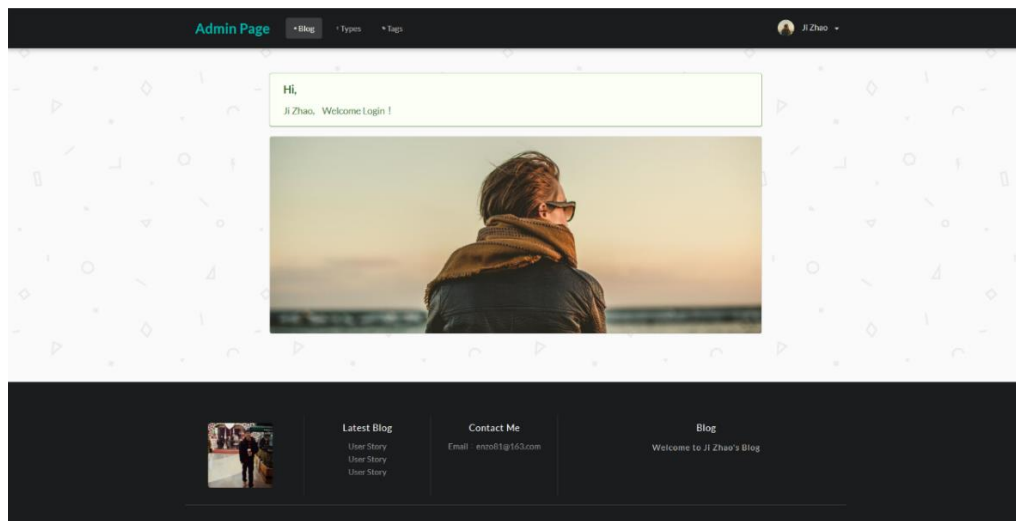 Admin Page
Blog
Types
Tags
Ji Zhao
Hi,
Ji Zhao， Welcome Login！
Latest Blog
User Story
User Story
User Story
Contact Me
Email：enzo81@163.com
Blog
Welcome to Ji Zhao's Blog